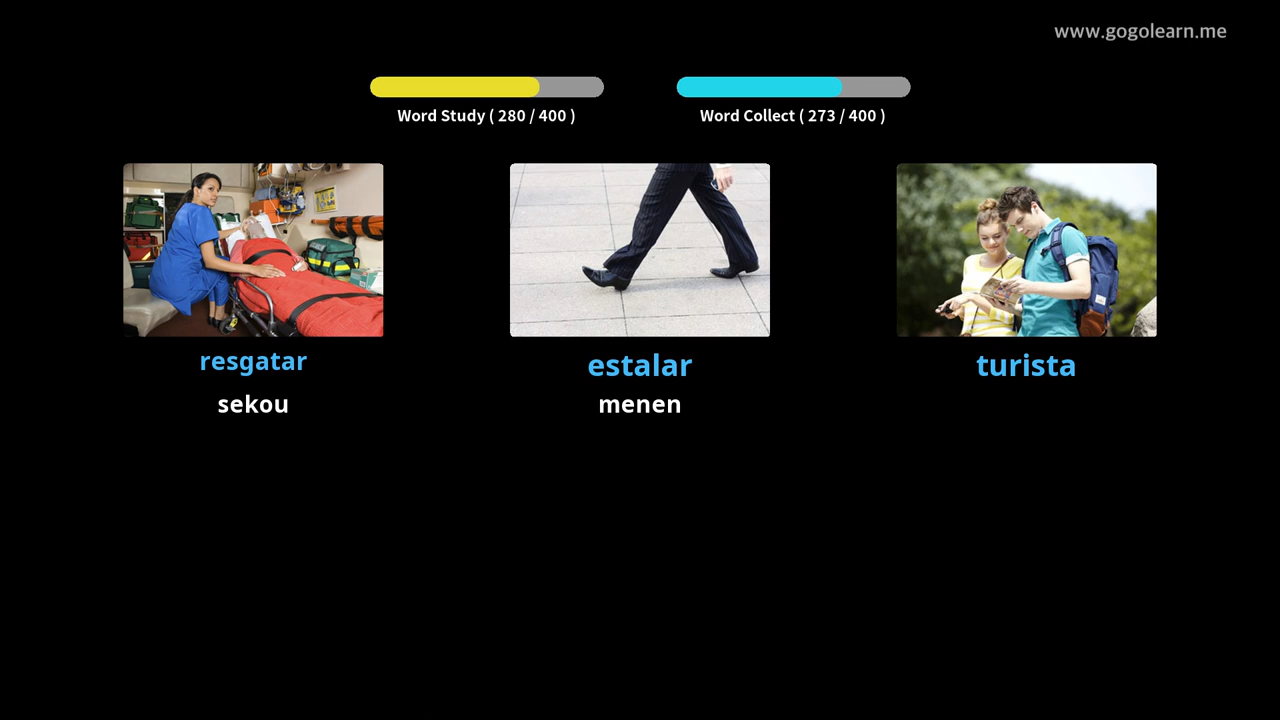 www.gogolearn.me
Word Study ( 280 / 400 )
Word Collect ( 273 / 400 )
resgatar
estalar
turista
sekou
menen